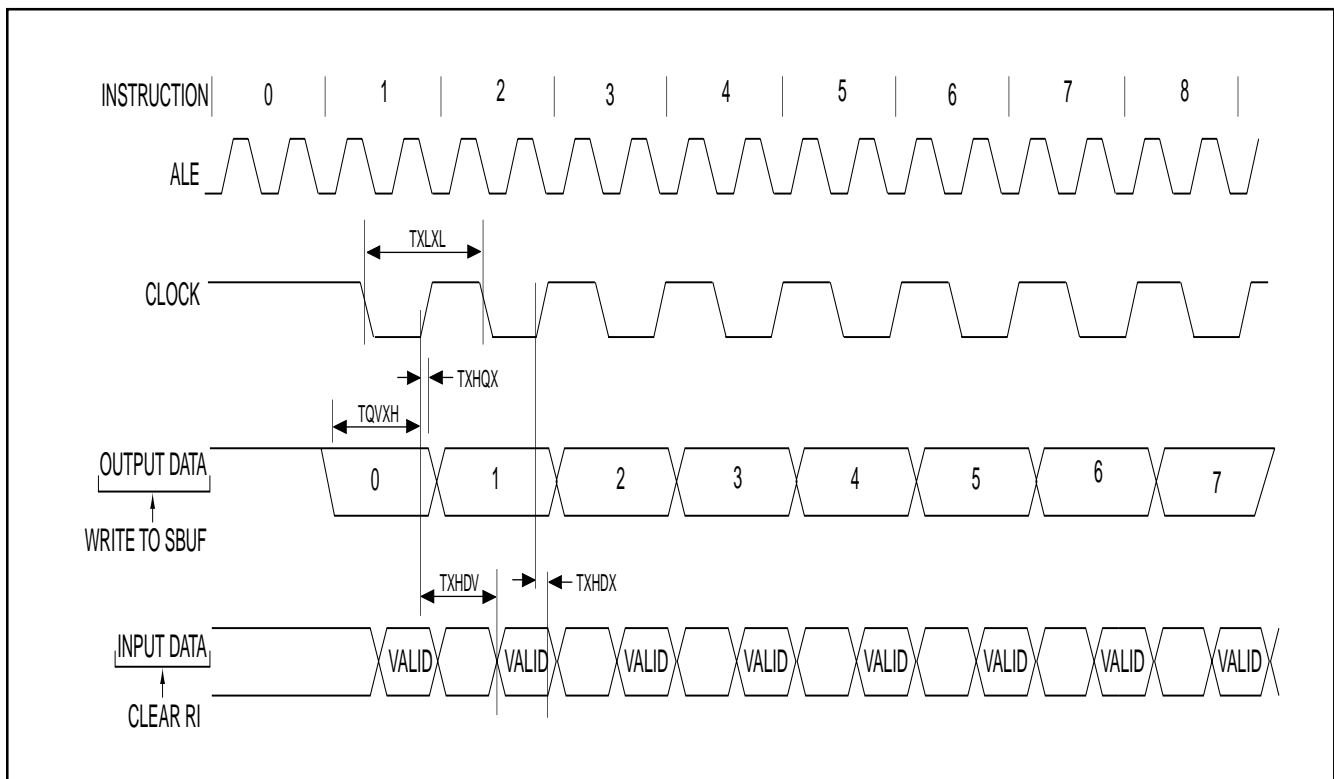 INSTRUCTION 0 1 2 3 4 5 6 7 8
ALE
TXLXL
CLOCK
TXHQX
TQVXH
OUTPUT DATA 0 1 2 3 4 5 6 7
WRITE TO SBUF
TXHDV TXHDX
INPUT DATA VALID VALID VALID VALID VALID VALID VALID VALID
CLEAR RI